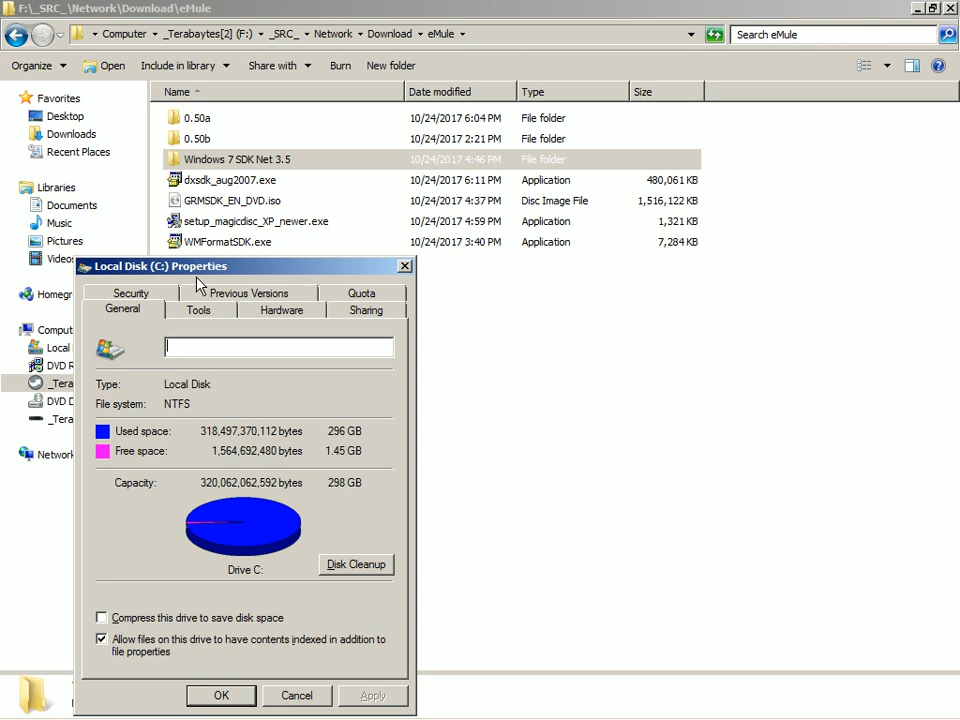 F:\_SRC_\Network\Download\eMule
Computer _Terabytes[2] (F:) _SRC_ Network Download eMule
Search eMule
Organize Open Include in library Share with Burn New folder
Name Date modified Type Size
Favorites
Desktop
Downloads
Recent Places
Libraries
Documents
Music
Pictures
Videos
Homegr
Comput
Local
DVD R
_Tera
DVD D
_Tera
Network
0.50a 10/24/2017 6:04 PM File folder
0.50b 10/24/2017 2:21 PM File folder
Windows 7 SDK Net 3.5 10/24/2017 4:46 PM File folder
dxsdk_aug2007.exe 10/24/2017 6:11 PM Application 480,061 KB
GRMSDK_EN_DVD.iso 10/24/2017 4:37 PM Disc Image File 1,516,122 KB
setup_magicdisc_XP_newer.exe 10/24/2017 4:59 PM Application 1,321 KB
WMFormatSDK.exe 10/24/2017 3:40 PM Application 7,284 KB
Local Disk (C:) Properties
Security Previous Versions Quota
General Tools Hardware Sharing
Type: Local Disk
File system: NTFS
Used space: 318,497,370,112 bytes 296 GB
Free space: 1,564,692,480 bytes 1.45 GB
Capacity: 320,062,062,592 bytes 298 GB
Drive C:
Disk Cleanup
Compress this drive to save disk space
Allow files on this drive to have contents indexed in addition to
file properties
OK Cancel Apply